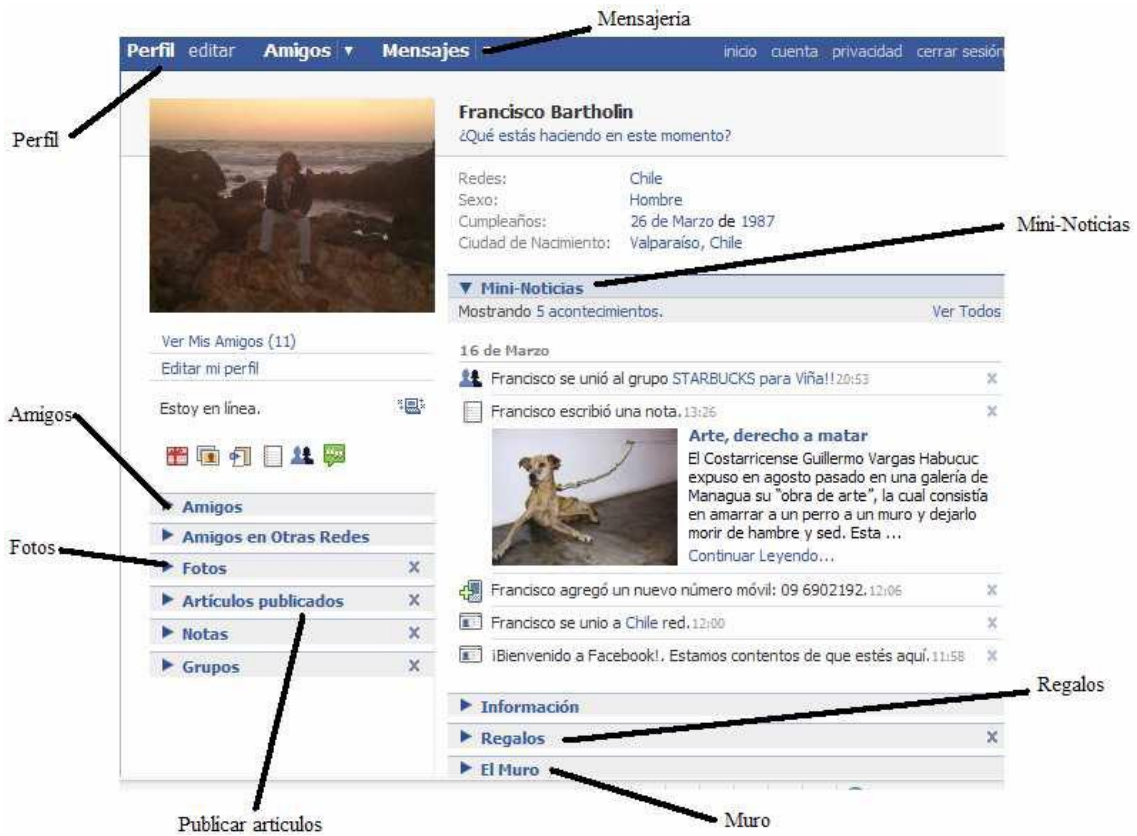 Mensajeria
Perfil editar Amigos ▼ Mensajes inicio cuenta privacidad cerrar sesión
Perfil
Francisco Bartholin
¿Qué estás haciendo en este momento?
Redes: Chile
Sexo: Hombre
Cumpleaños: 26 de Marzo de 1987
Ciudad de Nacimiento: Valparaíso, Chile
Mini-Noticias
▼ Mini-Noticias
Mostrando 5 acontecimientos. Ver Todos
Ver Mis Amigos (11)
Editar mi perfil
Estoy en línea.
Amigos
▶ Amigos
▶ Amigos en Otras Redes
Fotos
▶ Fotos x
▶ Artículos publicados x
▶ Notas x
▶ Grupos x
16 de Marzo
Francisco se unió al grupo STARBUCKS para Viña!! 20:53 x
Francisco escribió una nota. 13:26 x
Arte, derecho a matar
El Costarricense Guillermo Vargas Habucuc
expuso en agosto pasado en una galería de
Managua su "obra de arte", la cual consistía
en amarrar a un perro a un muro y dejarlo
morir de hambre y sed. Esta ...
Continuar Leyendo...
Francisco agregó un nuevo número móvil: 09 6902192. 12:06 x
Francisco se unio a Chile red. 12:00 x
¡Bienvenido a Facebook!. Estamos contentos de que estés aquí. 11:58 x
▶ Información
Regalos
▶ Regalos x
▶ El Muro
Publicar articulos
Muro